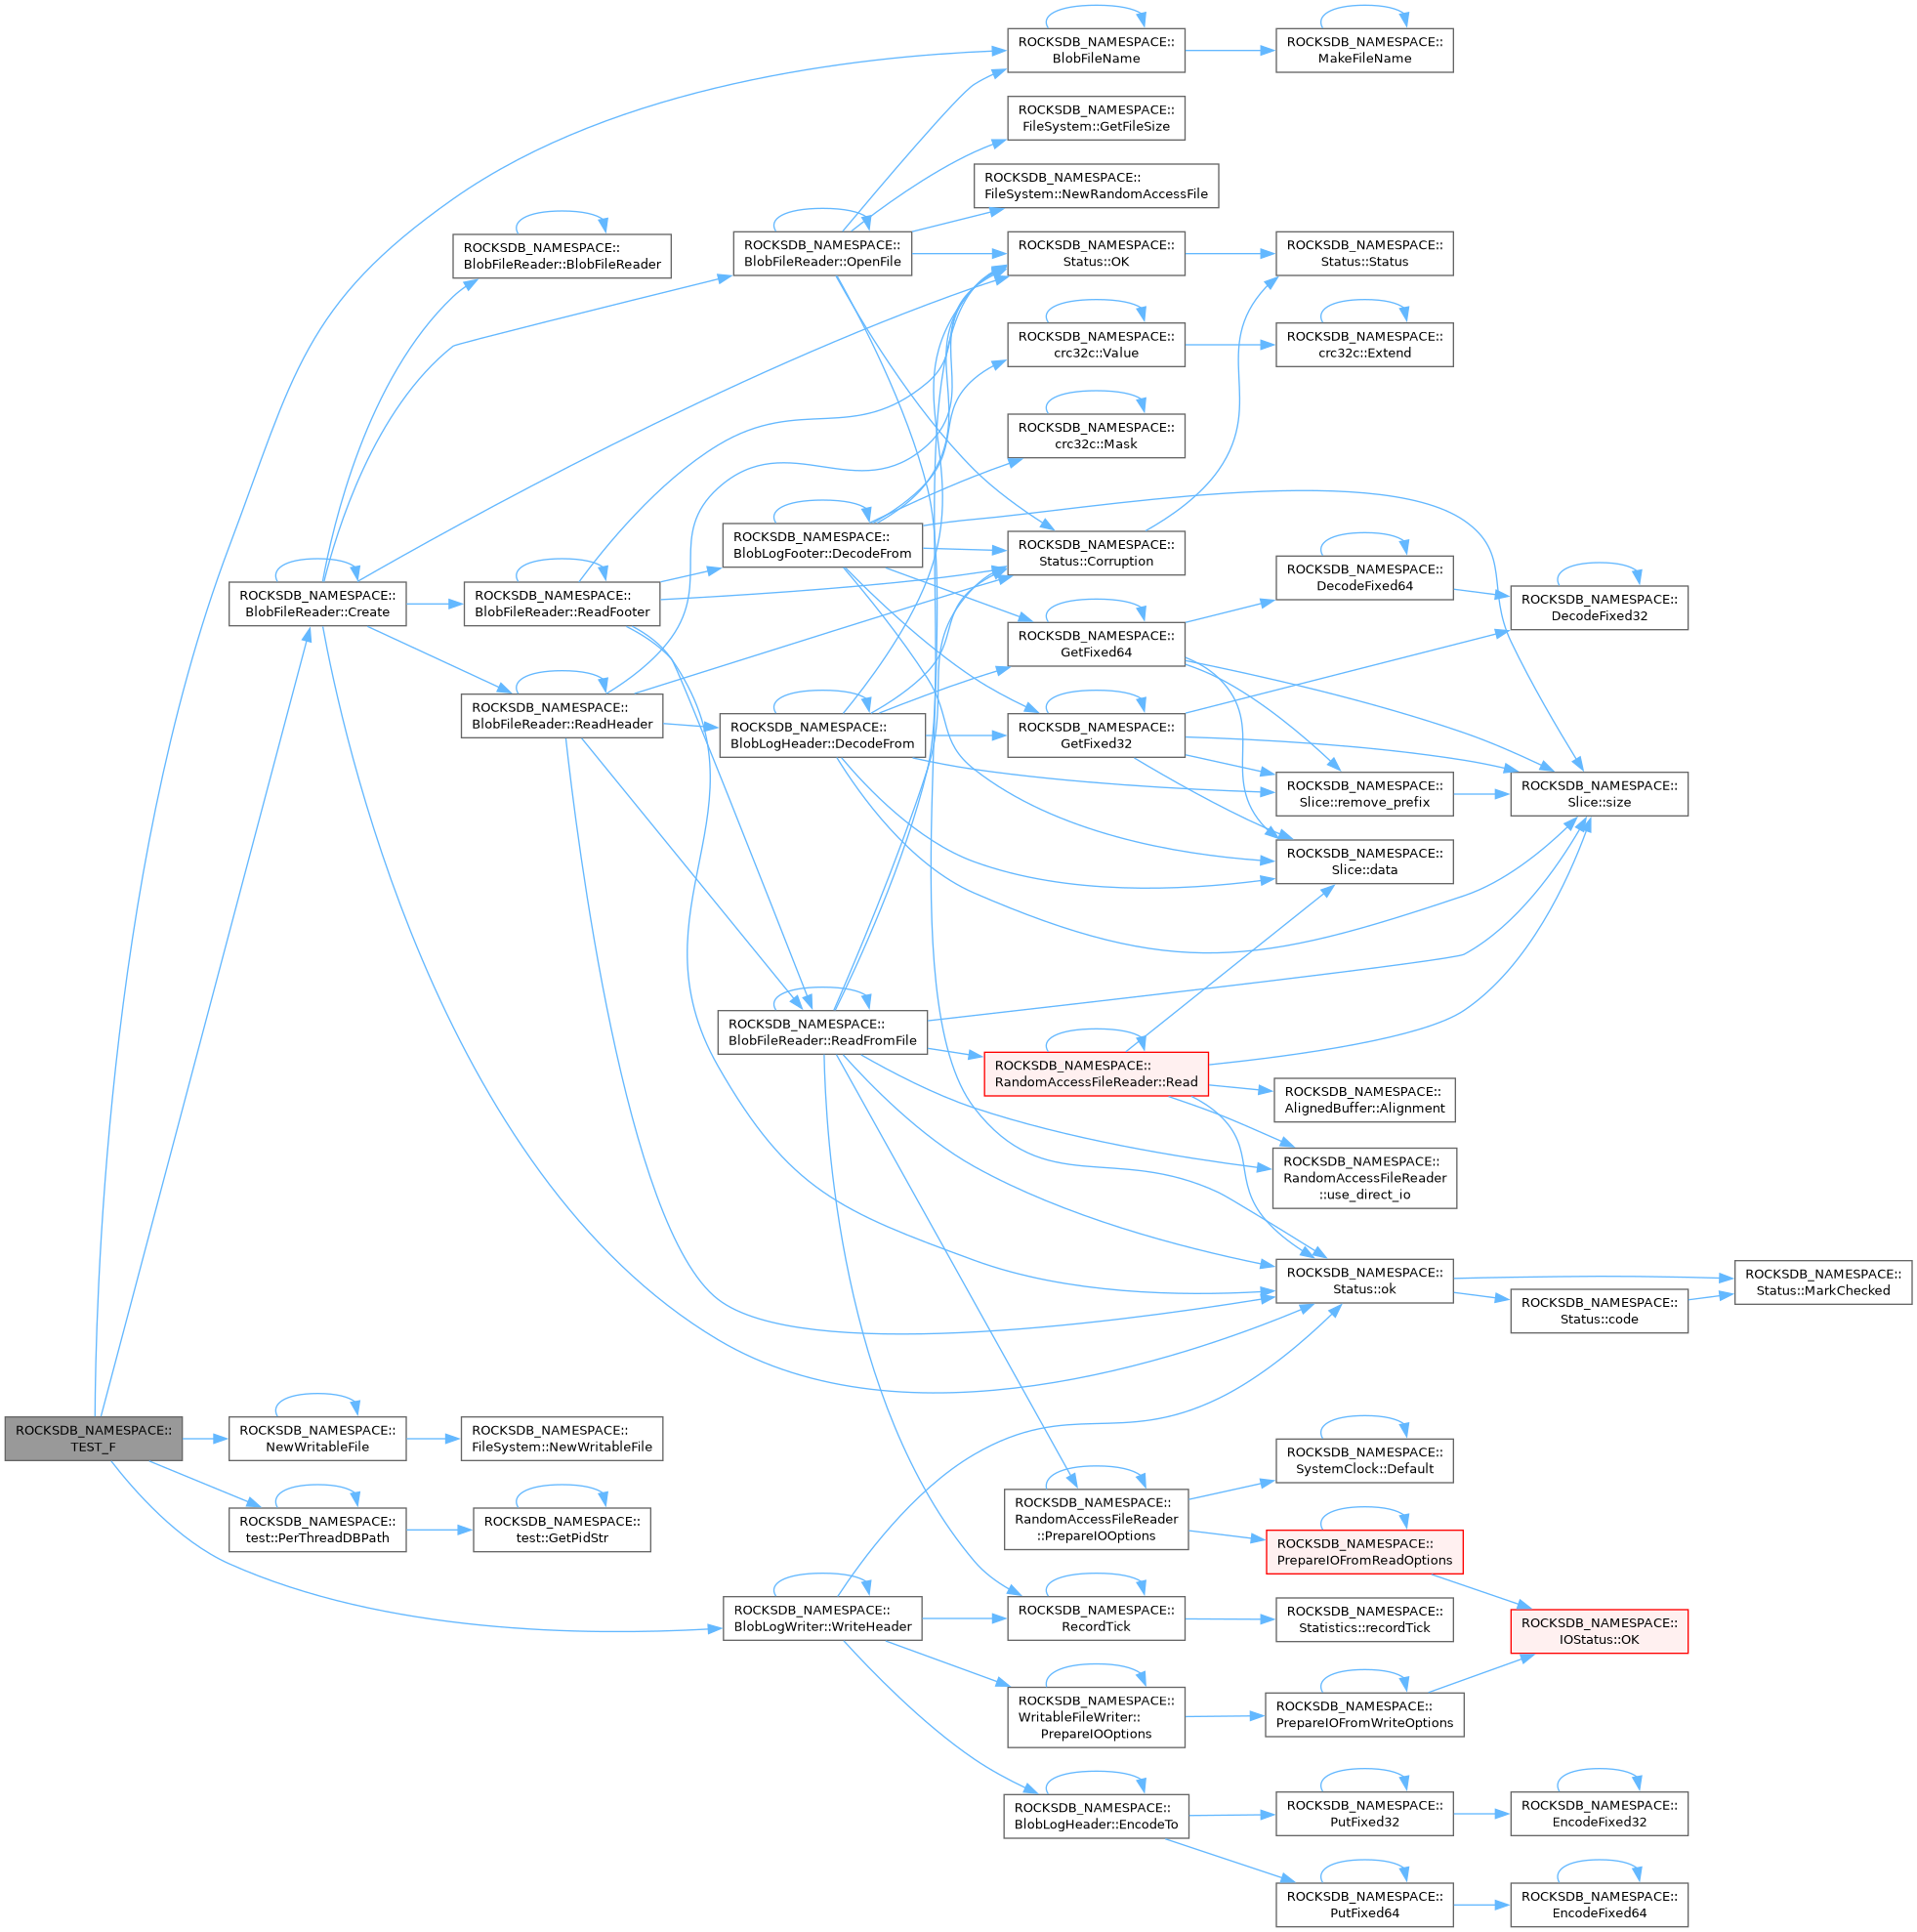 ROCKSDB_NAMESPACE::
BlobFileName
ROCKSDB_NAMESPACE::
MakeFileName
ROCKSDB_NAMESPACE::
FileSystem::GetFileSize
ROCKSDB_NAMESPACE::
FileSystem::NewRandomAccessFile
ROCKSDB_NAMESPACE::
BlobFileReader::BlobFileReader
ROCKSDB_NAMESPACE::
BlobFileReader::OpenFile
ROCKSDB_NAMESPACE::
Status::OK
ROCKSDB_NAMESPACE::
Status::Status
ROCKSDB_NAMESPACE::
crc32c::Value
ROCKSDB_NAMESPACE::
crc32c::Extend
ROCKSDB_NAMESPACE::
crc32c::Mask
ROCKSDB_NAMESPACE::
BlobLogFooter::DecodeFrom
ROCKSDB_NAMESPACE::
Status::Corruption
ROCKSDB_NAMESPACE::
DecodeFixed64
ROCKSDB_NAMESPACE::
DecodeFixed32
ROCKSDB_NAMESPACE::
BlobFileReader::Create
ROCKSDB_NAMESPACE::
BlobFileReader::ReadFooter
ROCKSDB_NAMESPACE::
GetFixed64
ROCKSDB_NAMESPACE::
BlobFileReader::ReadHeader
ROCKSDB_NAMESPACE::
BlobLogHeader::DecodeFrom
ROCKSDB_NAMESPACE::
GetFixed32
ROCKSDB_NAMESPACE::
Slice::remove_prefix
ROCKSDB_NAMESPACE::
Slice::size
ROCKSDB_NAMESPACE::
Slice::data
ROCKSDB_NAMESPACE::
BlobFileReader::ReadFromFile
ROCKSDB_NAMESPACE::
RandomAccessFileReader::Read
ROCKSDB_NAMESPACE::
AlignedBuffer::Alignment
ROCKSDB_NAMESPACE::
RandomAccessFileReader
::use_direct_io
ROCKSDB_NAMESPACE::
Status::ok
ROCKSDB_NAMESPACE::
Status::code
ROCKSDB_NAMESPACE::
Status::MarkChecked
ROCKSDB_NAMESPACE::
TEST_F
ROCKSDB_NAMESPACE::
NewWritableFile
ROCKSDB_NAMESPACE::
FileSystem::NewWritableFile
ROCKSDB_NAMESPACE::
SystemClock::Default
ROCKSDB_NAMESPACE::
test::PerThreadDBPath
ROCKSDB_NAMESPACE::
test::GetPidStr
ROCKSDB_NAMESPACE::
RandomAccessFileReader
::PrepareIOOptions
ROCKSDB_NAMESPACE::
PrepareIOFromReadOptions
ROCKSDB_NAMESPACE::
BlobLogWriter::WriteHeader
ROCKSDB_NAMESPACE::
RecordTick
ROCKSDB_NAMESPACE::
Statistics::recordTick
ROCKSDB_NAMESPACE::
IOStatus::OK
ROCKSDB_NAMESPACE::
WritableFileWriter::
PrepareIOOptions
ROCKSDB_NAMESPACE::
PrepareIOFromWriteOptions
ROCKSDB_NAMESPACE::
BlobLogHeader::EncodeTo
ROCKSDB_NAMESPACE::
PutFixed32
ROCKSDB_NAMESPACE::
EncodeFixed32
ROCKSDB_NAMESPACE::
PutFixed64
ROCKSDB_NAMESPACE::
EncodeFixed64